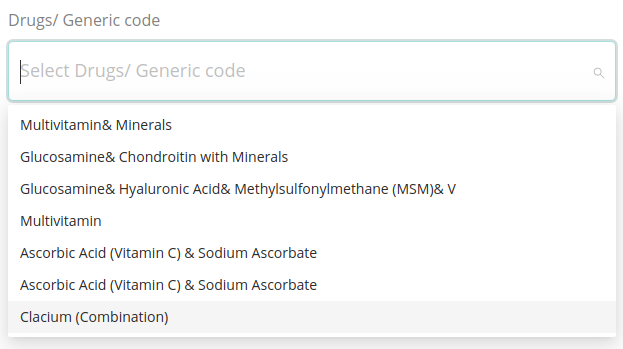 Drugs/ Generic code
Select Drugs/ Generic code
Multivitamin& Minerals
Glucosamine& Chondroitin with Minerals
Glucosamine& Hyaluronic Acid& Methylsulfonylmethane (MSM)& V
Multivitamin
Ascorbic Acid (Vitamin C) & Sodium Ascorbate
Ascorbic Acid (Vitamin C) & Sodium Ascorbate
Clacium (Combination)